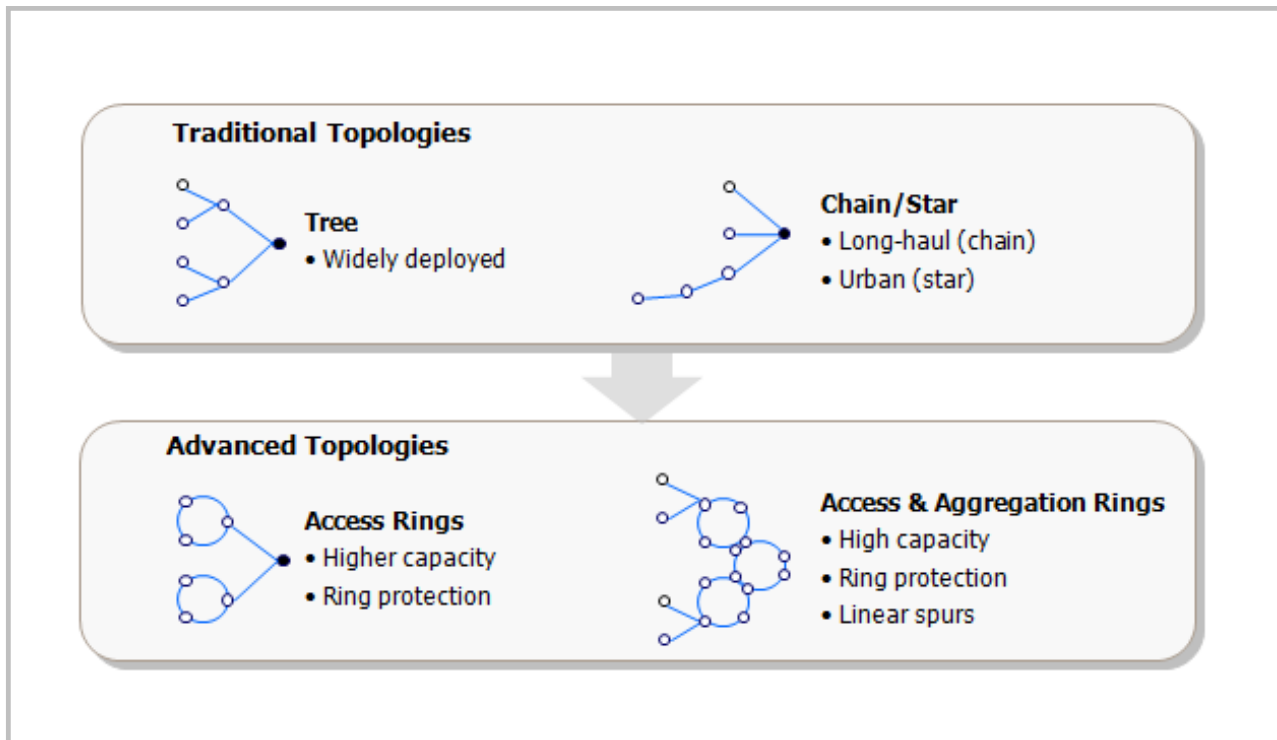 Traditional Topologies
Tree
• Widely deployed
Chain/Star
• Long-haul (chain)
• Urban (star)
Advanced Topologies
Access Rings
• Higher capacity
• Ring protection
Access & Aggregation Rings
• High capacity
• Ring protection
• Linear spurs